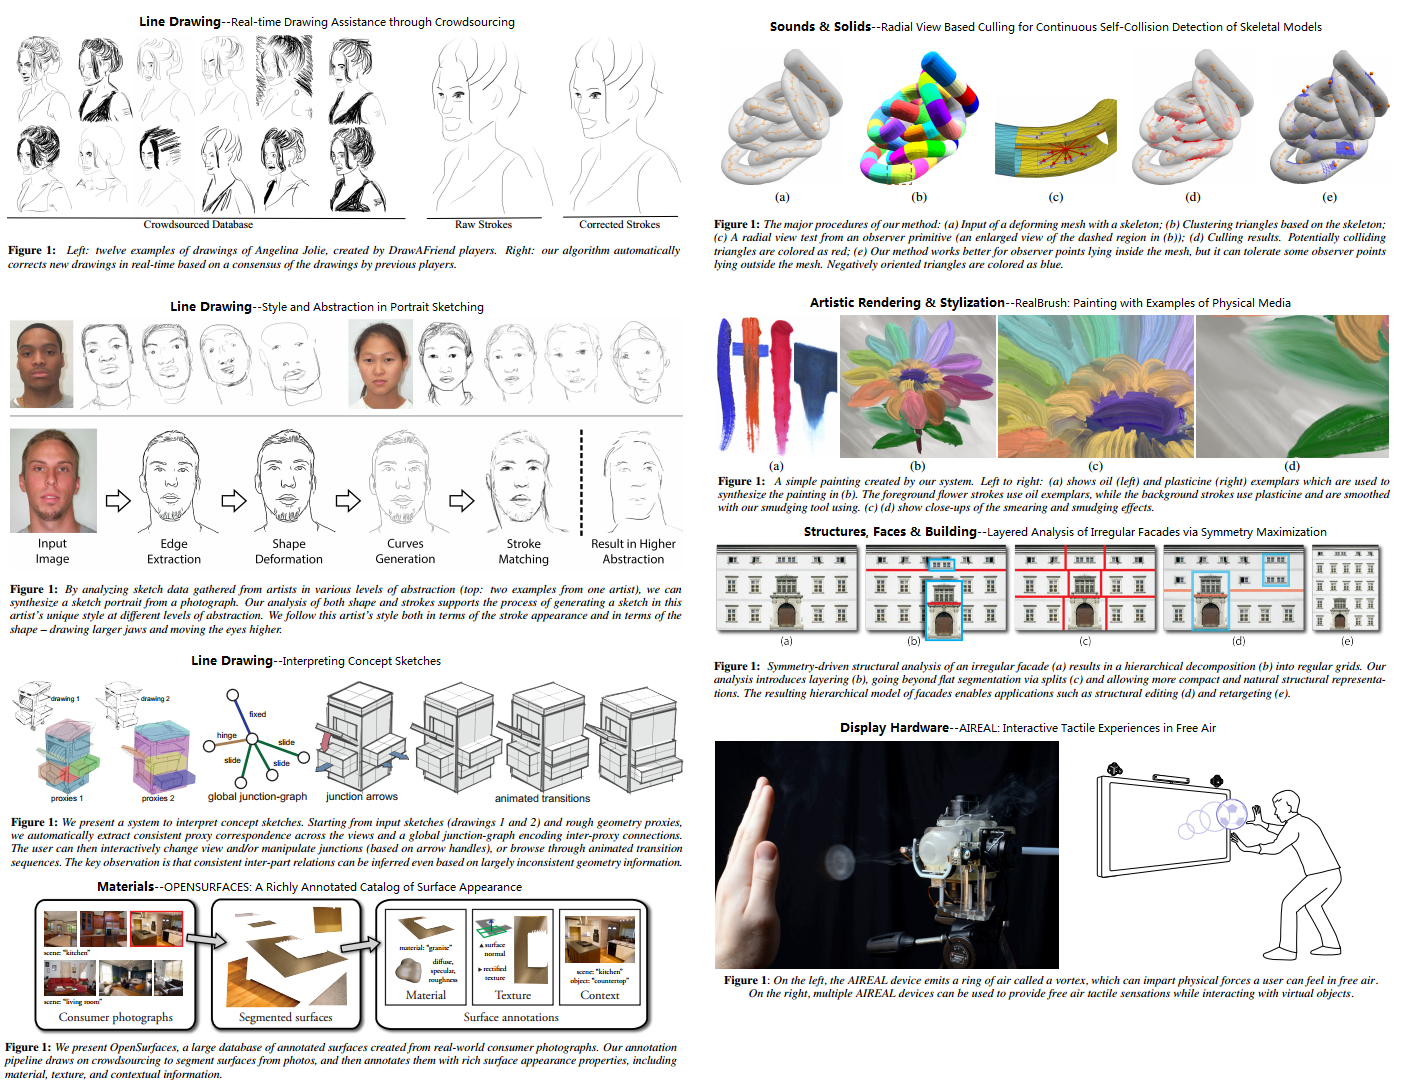 Line Drawing--Real-time Drawing Assistance through Crowdsourcing
Crowdsourced Database
Raw Strokes
Corrected Strokes
Figure 1: Left: twelve examples of drawings of Angelina Jolie, created by DrawAFriend players. Right: our algorithm automatically
corrects new drawings in real-time based on a consensus of the drawings by previous players.
Line Drawing--Style and Abstraction in Portrait Sketching
Input
Image
Edge
Extraction
Shape
Deformation
Curves
Generation
Stroke
Matching
Result in Higher
Abstraction
Figure 1: By analyzing sketch data gathered from artists in various levels of abstraction (top: two examples from one artist), we can
synthesize a sketch portrait from a photograph. Our analysis of both shape and strokes supports the process of generating a sketch in this
artist's unique style at different levels of abstraction. We follow this artist's style both in terms of the stroke appearance and in terms of the
shape – drawing larger jaws and moving the eyes higher.
Line Drawing--Interpreting Concept Sketches
drawing 1
drawing 2
proxies 1
proxies 2
fixed
hinge
slide
slide
slide
global junction-graph
junction arrows
animated transitions
Figure 1: We present a system to interpret concept sketches. Starting from input sketches (drawings 1 and 2) and rough geometry proxies,
we automatically extract consistent proxy correspondence across the views and a global junction-graph encoding inter-proxy connections.
The user can then interactively change view and/or manipulate junctions (based on arrow handles), or browse through animated transition
sequences. The key observation is that consistent inter-part relations can be inferred even based on largely inconsistent geometry information.
Materials--OPENSURFACES: A Richly Annotated Catalog of Surface Appearance
scene: "kitchen"
scene: "living room"
Consumer photographs
Segmented surfaces
material: "granite"
diffuse,
specular,
roughness
Material
▲ surface
normal
► rectified
texture
Texture
scene: "kitchen"
object: "countertop"
Context
Surface annotations
Figure 1: We present OpenSurfaces, a large database of annotated surfaces created from real-world consumer photographs. Our annotation
pipeline draws on crowdsourcing to segment surfaces from photos, and then annotates them with rich surface appearance properties, including
material, texture, and contextual information.
Sounds & Solids--Radial View Based Culling for Continuous Self-Collision Detection of Skeletal Models
(a)
(b)
(c)
(d)
(e)
Figure 1: The major procedures of our method: (a) Input of a deforming mesh with a skeleton; (b) Clustering triangles based on the skeleton;
(c) A radial view test from an observer primitive (an enlarged view of the dashed region in (b)); (d) Culling results. Potentially colliding
triangles are colored as red; (e) Our method works better for observer points lying inside the mesh, but it can tolerate some observer points
lying outside the mesh. Negatively oriented triangles are colored as blue.
Artistic Rendering & Stylization--RealBrush: Painting with Examples of Physical Media
(a)
(b)
(c)
(d)
Figure 1: A simple painting created by our system. Left to right: (a) shows oil (left) and plasticine (right) exemplars which are used to
synthesize the painting in (b). The foreground flower strokes use oil exemplars, while the background strokes use plasticine and are smoothed
with our smudging tool using. (c) (d) show close-ups of the smearing and smudging effects.
Structures, Faces & Building--Layered Analysis of Irregular Facades via Symmetry Maximization
(a)
(b)
(c)
(d)
(e)
Figure 1: Symmetry-driven structural analysis of an irregular facade (a) results in a hierarchical decomposition (b) into regular grids. Our
analysis introduces layering (b), going beyond flat segmentation via splits (c) and allowing more compact and natural structural representa-
tions. The resulting hierarchical model of facades enables applications such as structural editing (d) and retargeting (e).
Display Hardware--AIREAL: Interactive Tactile Experiences in Free Air
Figure 1: On the left, the AIREAL device emits a ring of air called a vortex, which can impart physical forces a user can feel in free air.
On the right, multiple AIREAL devices can be used to provide free air tactile sensations while interacting with virtual objects.